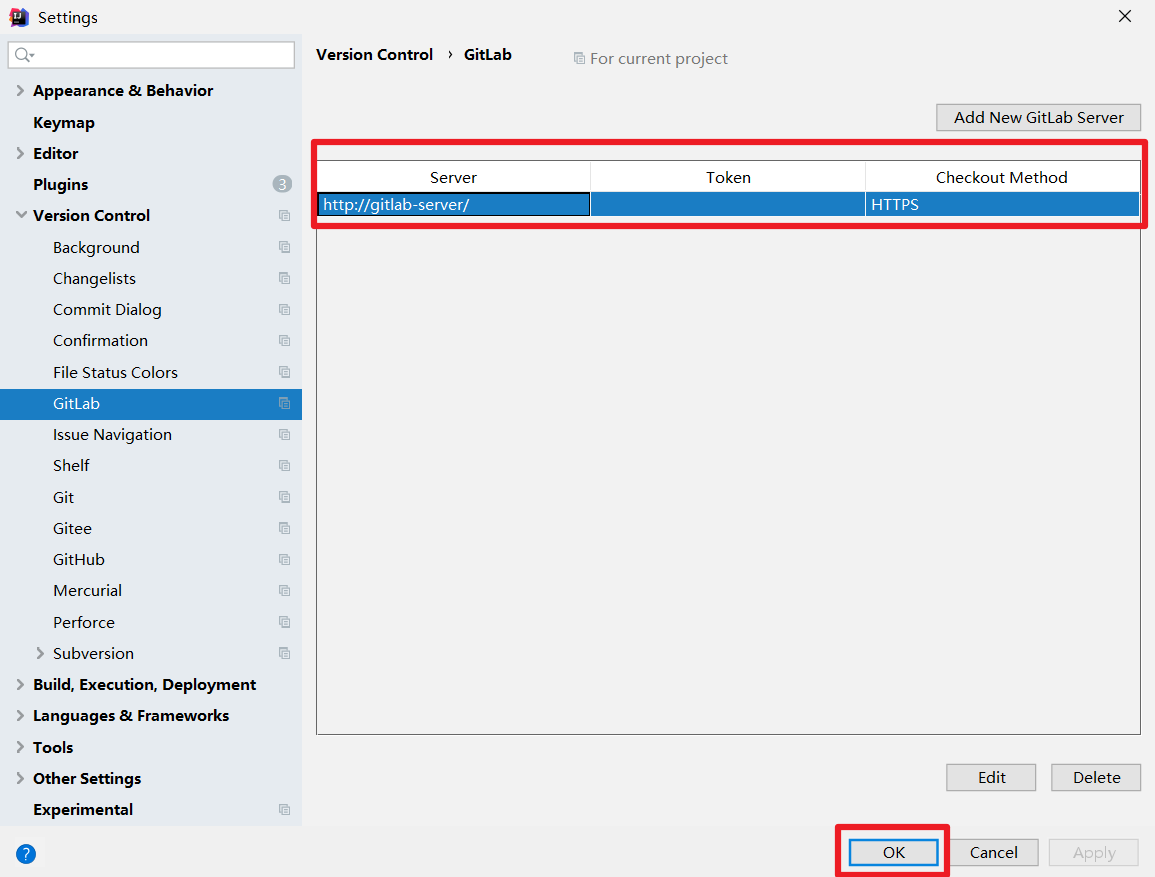 Settings
Version Control › GitLab For current project
Appearance & Behavior
Keymap
Editor
Plugins 3
Version Control
Background
Changelists
Commit Dialog
Confirmation
File Status Colors
GitLab
Issue Navigation
Shelf
Git
Gitee
GitHub
Mercurial
Perforce
Subversion
Build, Execution, Deployment
Languages & Frameworks
Tools
Other Settings
Experimental
Add New GitLab Server
Server Token Checkout Method
http://gitlab-server/ HTTPS
Edit Delete
? OK Cancel Apply